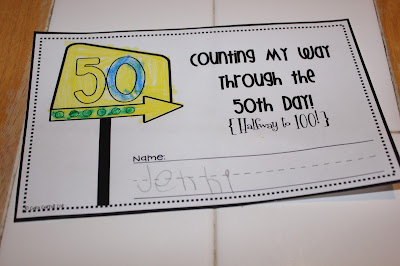 50
Counting My Way
Through the
50th Day!
{Halfway to 100!}
Name: